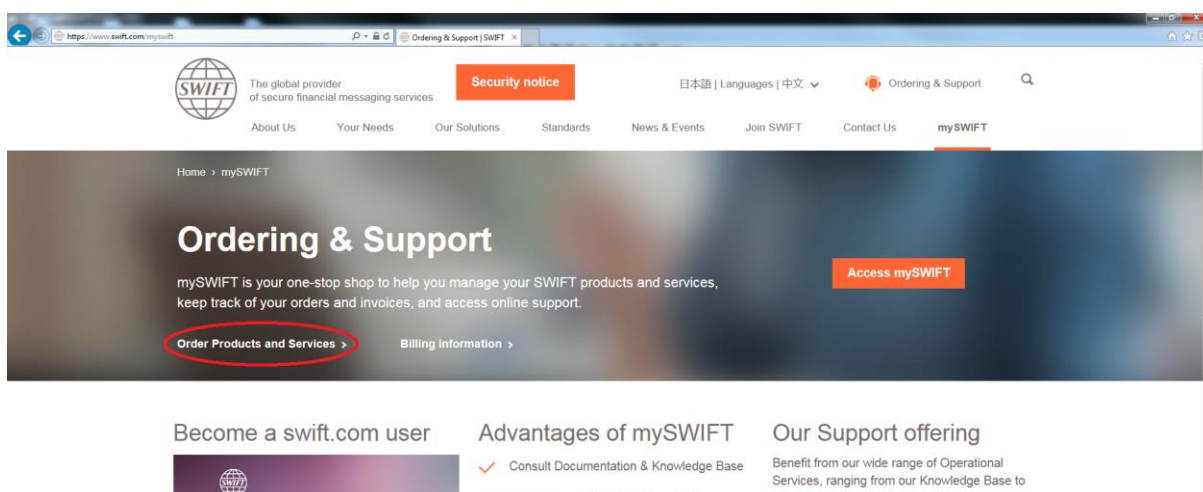 https://www.swift.com/myswift
Ordering & Support | SWIFT
SWIFT
The global provider
of secure financial messaging services
Security notice
日本語 | Languages | 中文
Ordering & Support
About Us
Your Needs
Our Solutions
Standards
News & Events
Join SWIFT
Contact Us
mySWIFT
Home › mySWIFT
Ordering & Support
mySWIFT is your one-stop shop to help you manage your SWIFT products and services,
keep track of your orders and invoices, and access online support.
Access mySWIFT
Order Products and Services ›
Billing information ›
Become a swift.com user
SWIFT
Advantages of mySWIFT
Consult Documentation & Knowledge Base
Our Support offering
Benefit from our wide range of Operational
Services, ranging from our Knowledge Base to